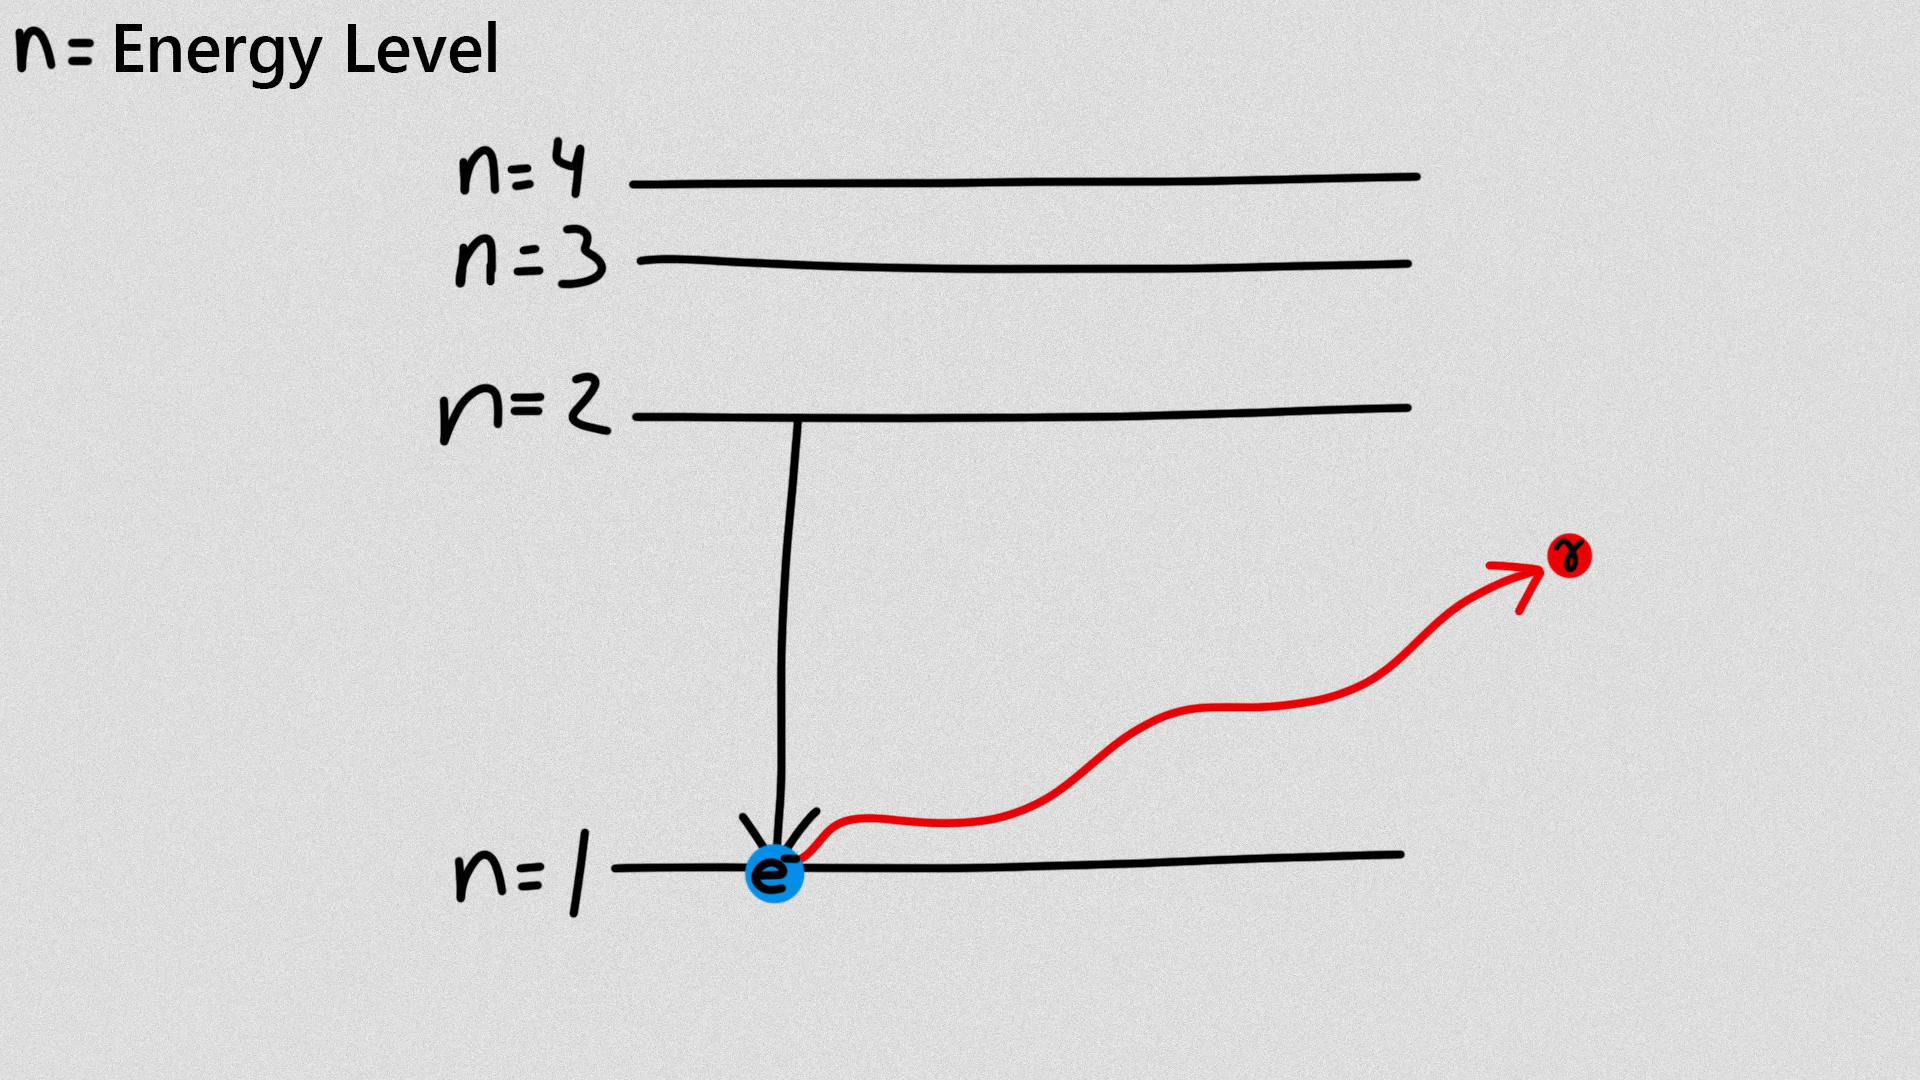 n= Energy Level
n=4
n=3
n=2
γ
n=1
e-